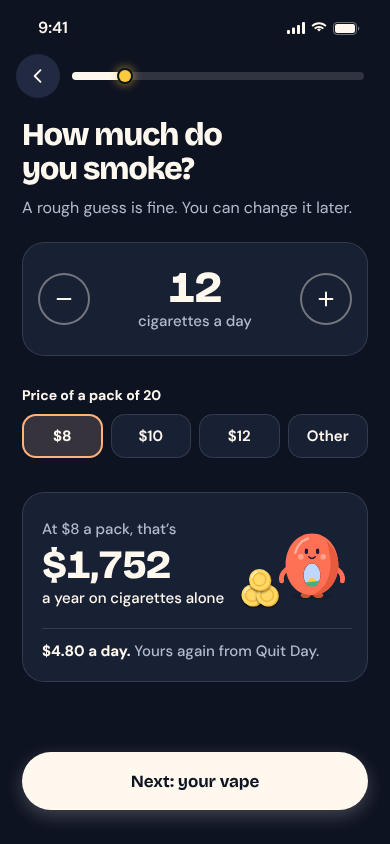 9:41
How much do
you smoke?
A rough guess is fine. You can change it later.
12
cigarettes a day
Price of a pack of 20
$8
$10
$12
Other
At $8 a pack, that’s
$1,752
a year on cigarettes alone
$4.80 a day. Yours again from Quit Day.
Next: your vape